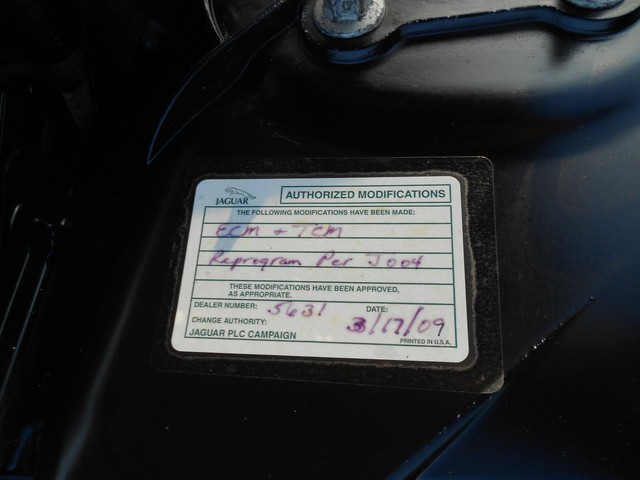 JAGUAR
AUTHORIZED MODIFICATIONS
THE FOLLOWING MODIFICATIONS HAVE BEEN MADE:
ECM + TCM
Reprogram Per J004
THESE MODIFICATIONS HAVE BEEN APPROVED,
AS APPROPRIATE.
DEALER NUMBER: 5631 DATE: 3/17/09
CHANGE AUTHORITY:
JAGUAR PLC CAMPAIGN
PRINTED IN U.S.A.